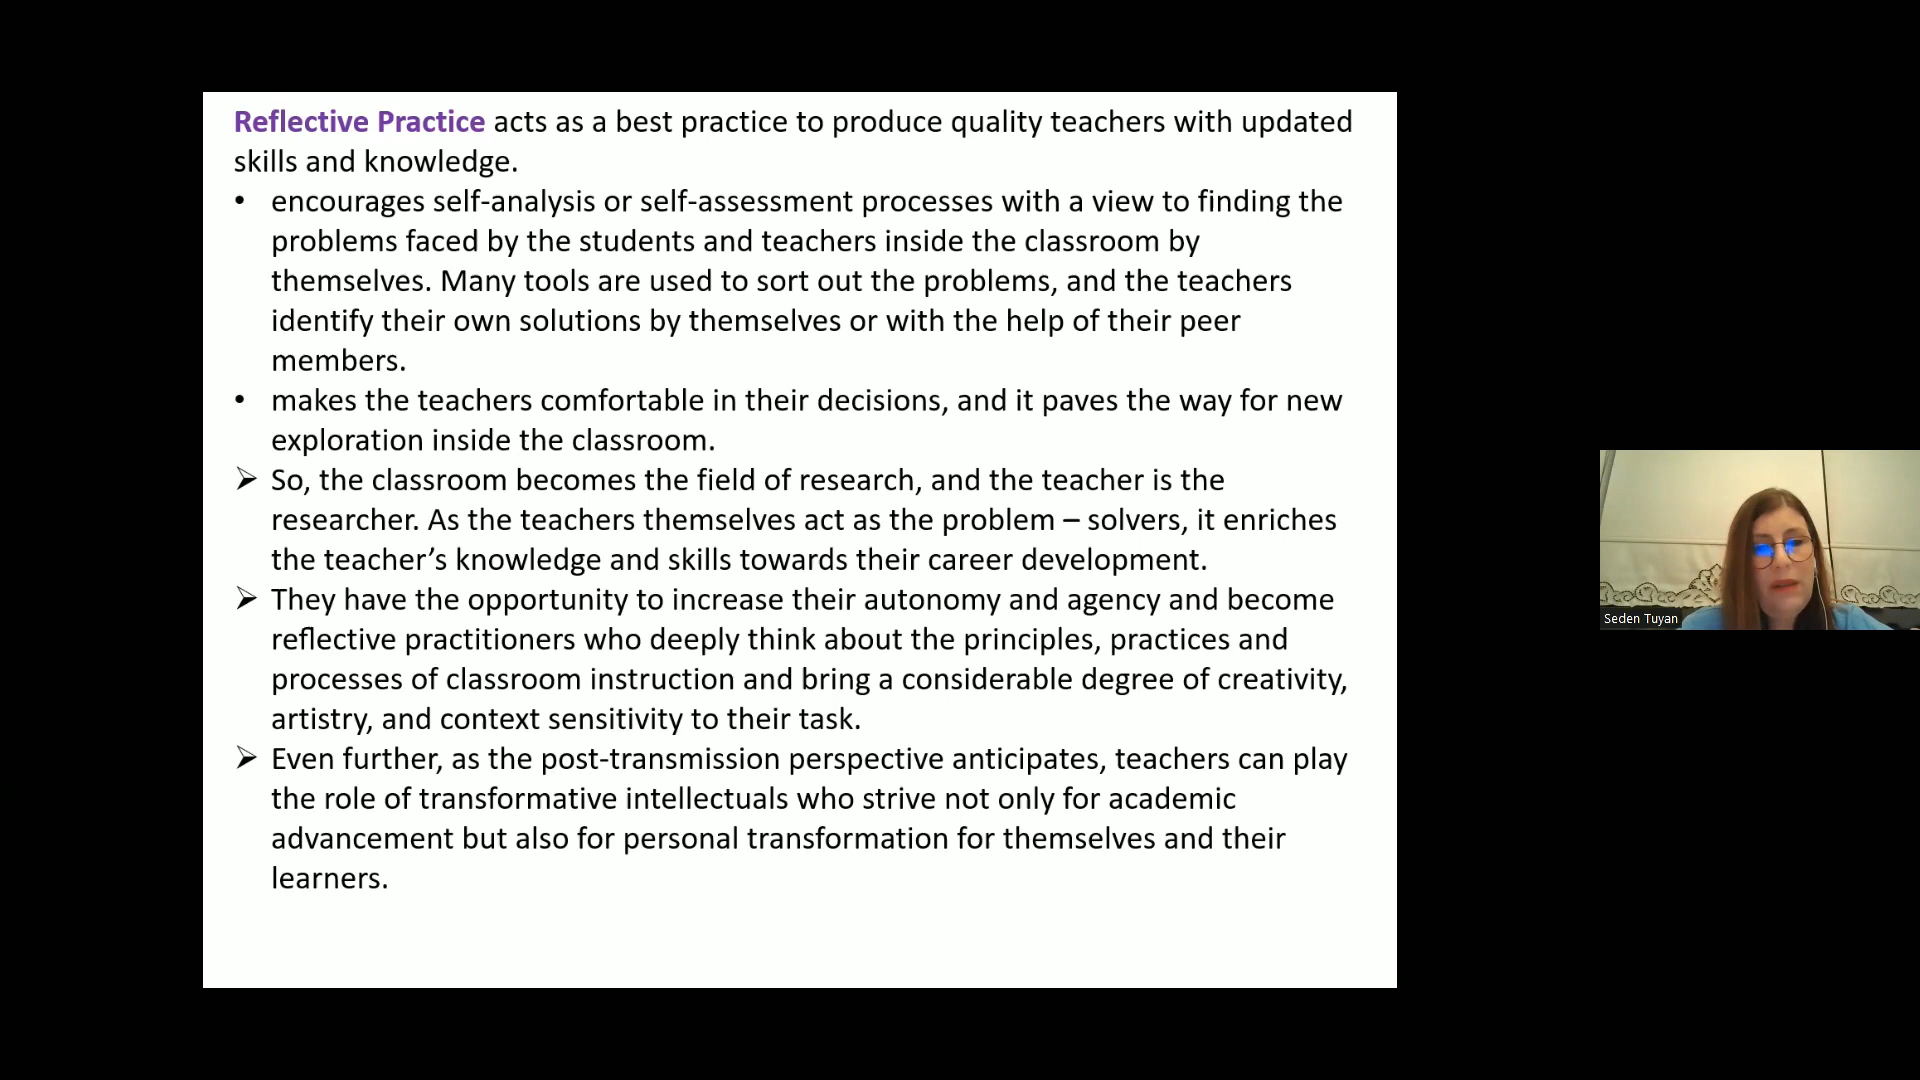 Reflective Practice acts as a best practice to produce quality teachers with updated
skills and knowledge.
• encourages self-analysis or self-assessment processes with a view to finding the
problems faced by the students and teachers inside the classroom by
themselves. Many tools are used to sort out the problems, and the teachers
identify their own solutions by themselves or with the help of their peer
members.
• makes the teachers comfortable in their decisions, and it paves the way for new
exploration inside the classroom.
➢ So, the classroom becomes the field of research, and the teacher is the
researcher. As the teachers themselves act as the problem – solvers, it enriches
the teacher’s knowledge and skills towards their career development.
➢ They have the opportunity to increase their autonomy and agency and become
reflective practitioners who deeply think about the principles, practices and
processes of classroom instruction and bring a considerable degree of creativity,
artistry, and context sensitivity to their task.
➢ Even further, as the post-transmission perspective anticipates, teachers can play
the role of transformative intellectuals who strive not only for academic
advancement but also for personal transformation for themselves and their
learners.
Seden Tuyan